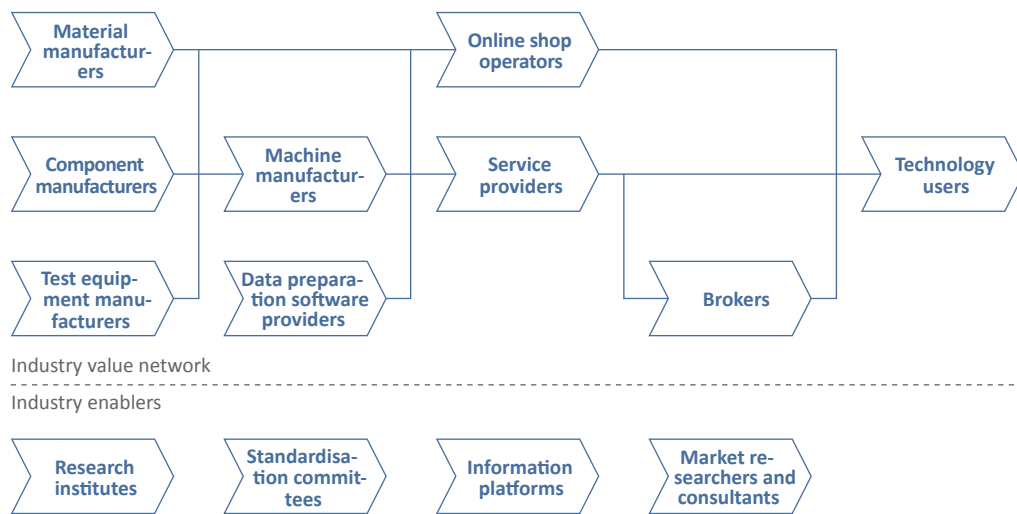 Material
manufactur-
ers
Online shop
operators
Component
manufacturers
Machine
manufactur-
ers
Service
providers
Technology
users
Test equip-
ment manu-
facturers
Data prepara-
tion software
providers
Brokers
Industry value network
Industry enablers
Research
institutes
Standardisa-
tion commit-
tees
Information
platforms
Market re-
searchers and
consultants